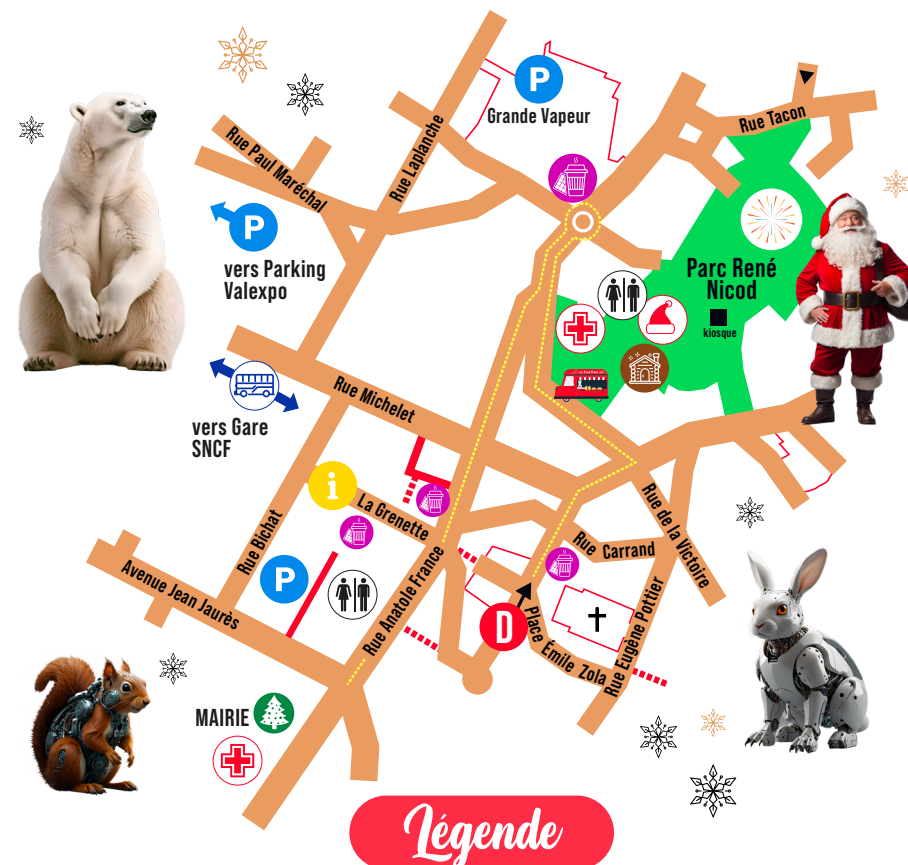 P
Grande Vapeur
Rue Tacon
Rue Laplanche
Rue Paul Maréchal
P
vers Parking
Valexpo
Parc René
Nicod
kiosque
vers Gare
SNCF
Rue Michelet
i
La Grenette
Rue Bichat
Rue de la Victoire
Rue Carrand
P
Avenue Jean Jaurès
Rue Anatole France
D
Place Émile Zola
Rue Eugène Pottier
MAIRIE
Légende